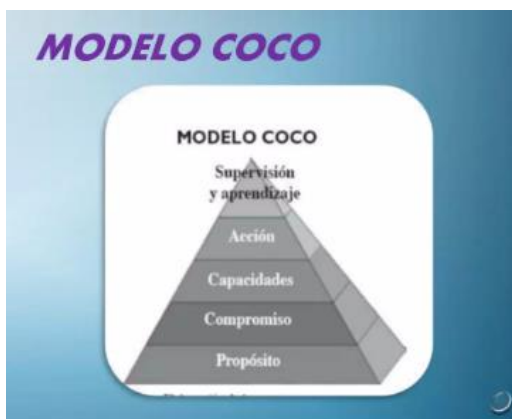 MODELO COCO
MODELO COCO
Supervisión
y aprendizaje
Acción
Capacidades
Compromiso
Propósito